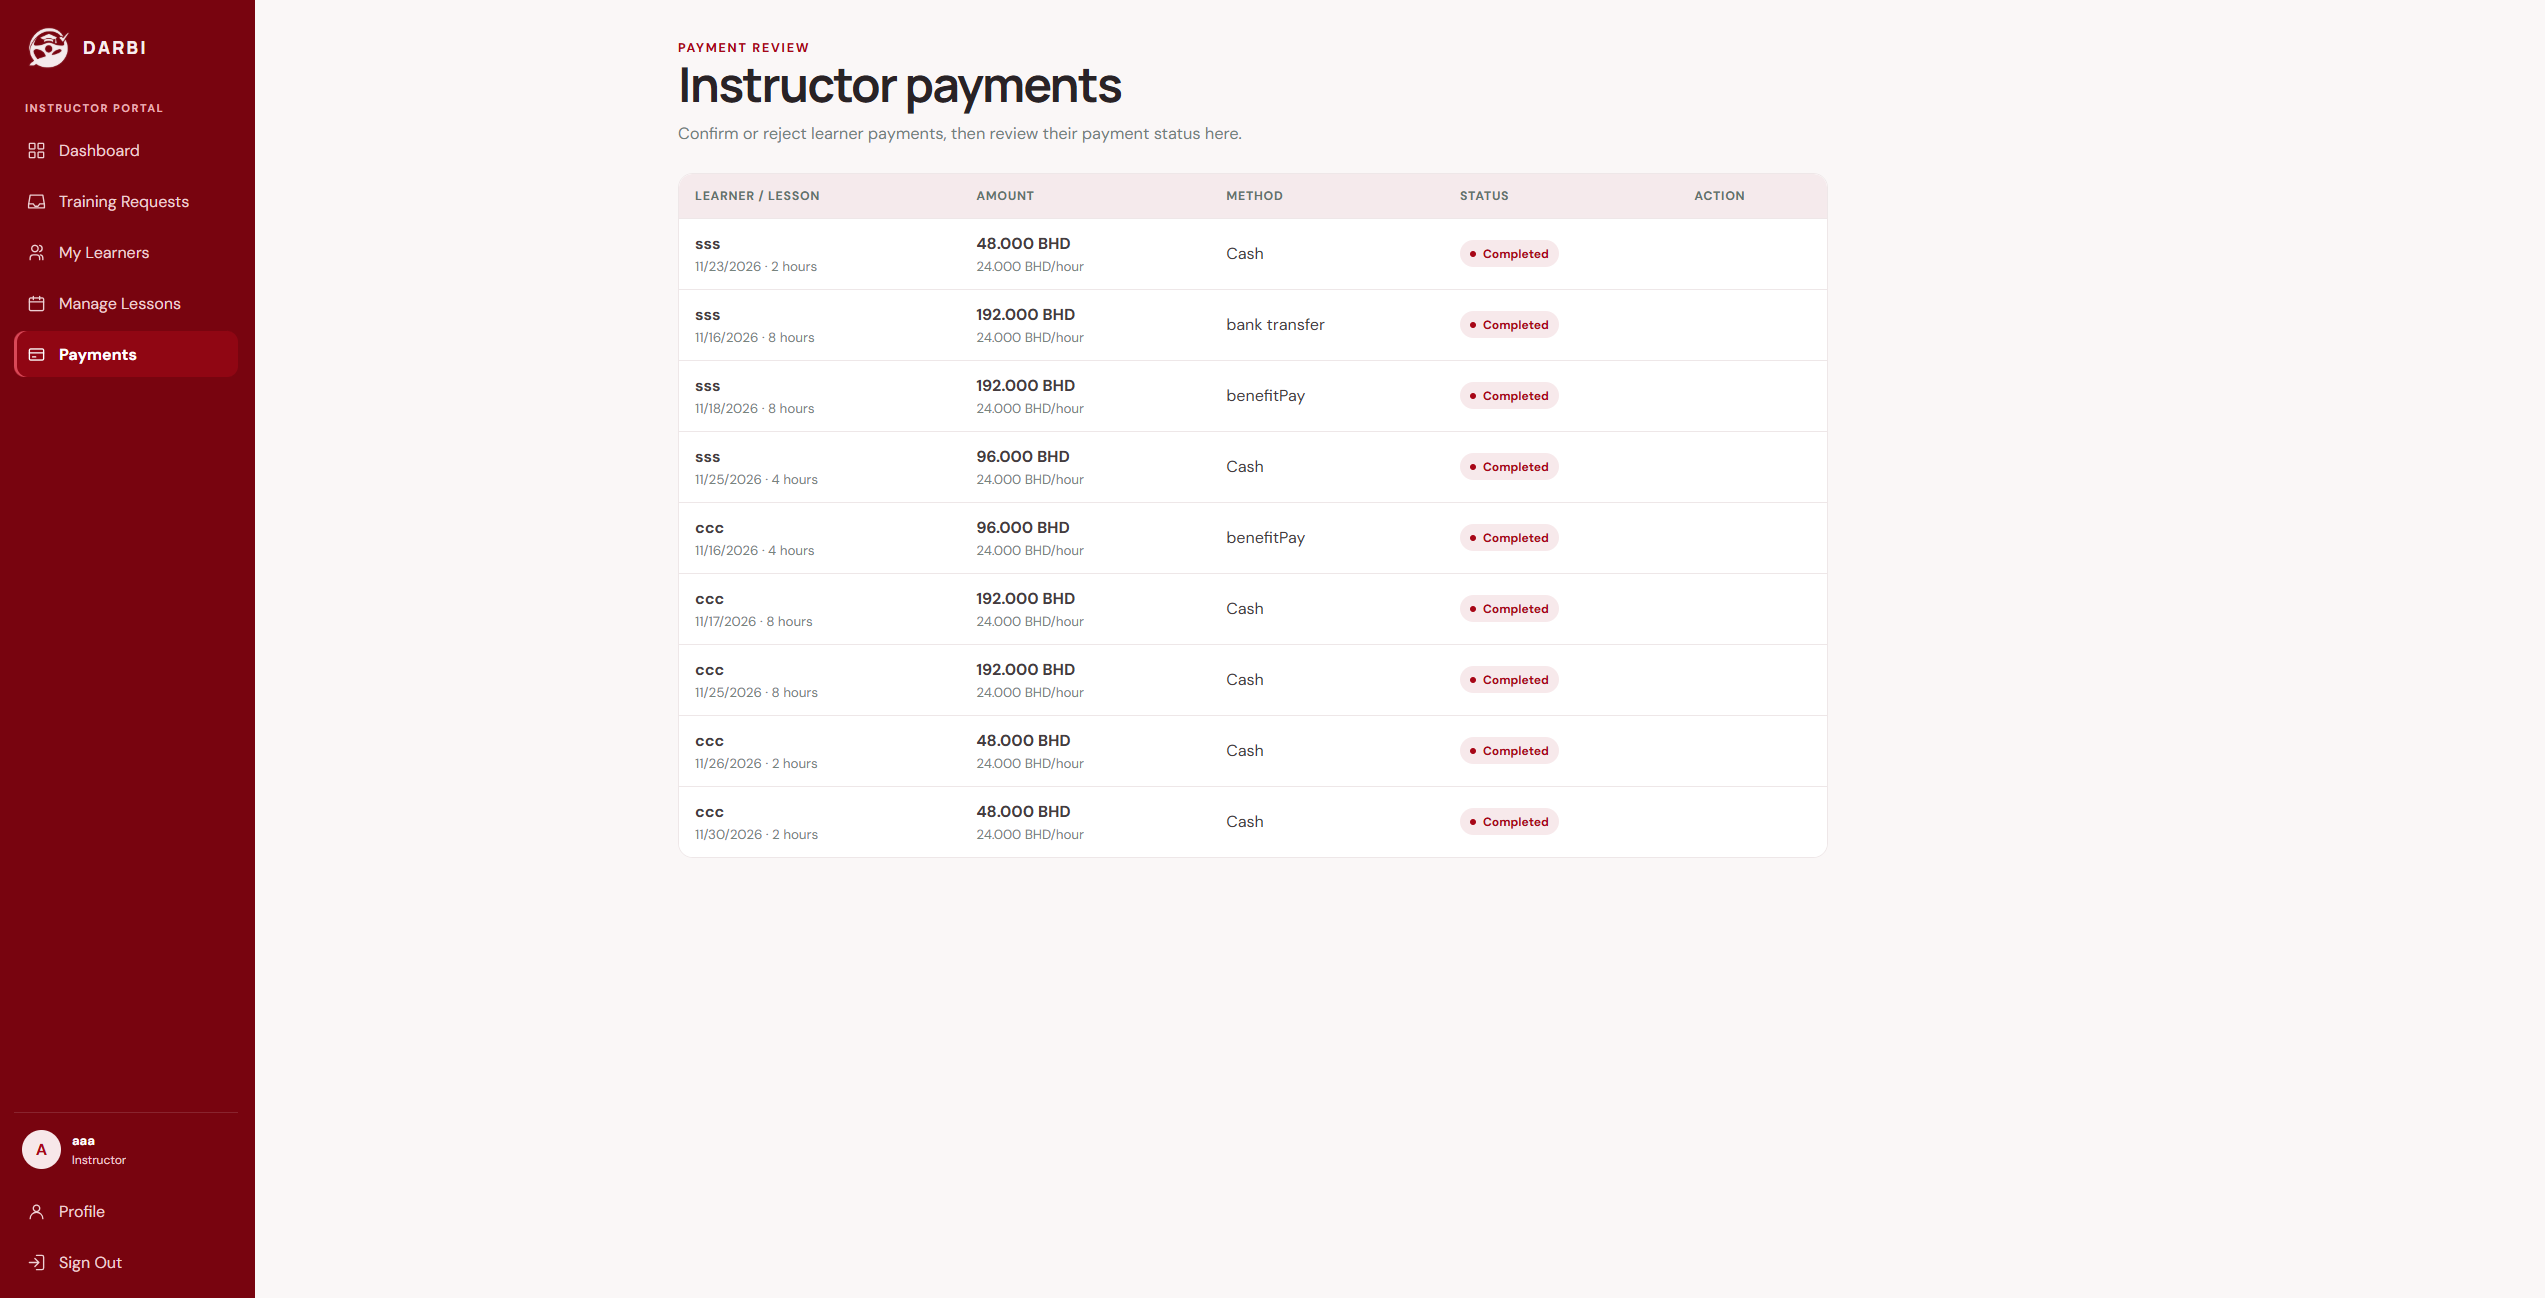 DARBI
INSTRUCTOR PORTAL
Dashboard
Training Requests
My Learners
Manage Lessons
Payments
aaa
A
Instructor
Profile
Sign Out
PAYMENT REVIEW
Instructor payments
Confirm or reject learner payments, then review their payment status here.
LEARNER / LESSON AMOUNT METHOD STATUS ACTION
sss 48.000 BHD Cash Completed
11/23/2026 · 2 hours 24.000 BHD/hour
sss 192.000 BHD bank transfer Completed
11/16/2026 · 8 hours 24.000 BHD/hour
sss 192.000 BHD benefitPay Completed
11/18/2026 · 8 hours 24.000 BHD/hour
sss 96.000 BHD Cash Completed
11/25/2026 · 4 hours 24.000 BHD/hour
ccc 96.000 BHD benefitPay Completed
11/16/2026 · 4 hours 24.000 BHD/hour
ccc 192.000 BHD Cash Completed
11/17/2026 · 8 hours 24.000 BHD/hour
ccc 192.000 BHD Cash Completed
11/25/2026 · 8 hours 24.000 BHD/hour
ccc 48.000 BHD Cash Completed
11/26/2026 · 2 hours 24.000 BHD/hour
ccc 48.000 BHD Cash Completed
11/30/2026 · 2 hours 24.000 BHD/hour